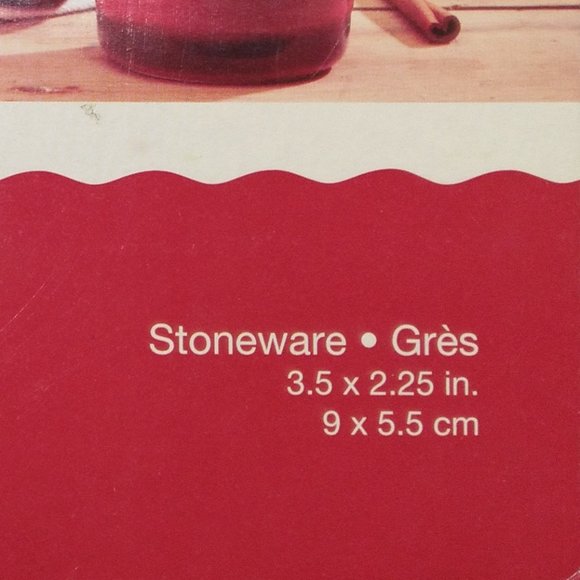 Stoneware • Grès
3.5 x 2.25 in.
9 x 5.5 cm